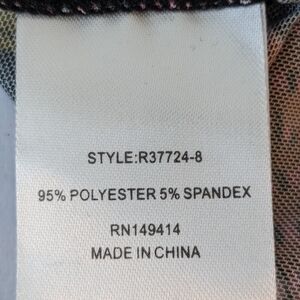 STYLE:R37724-8
95% POLYESTER 5% SPANDEX
RN149414
MADE IN CHINA